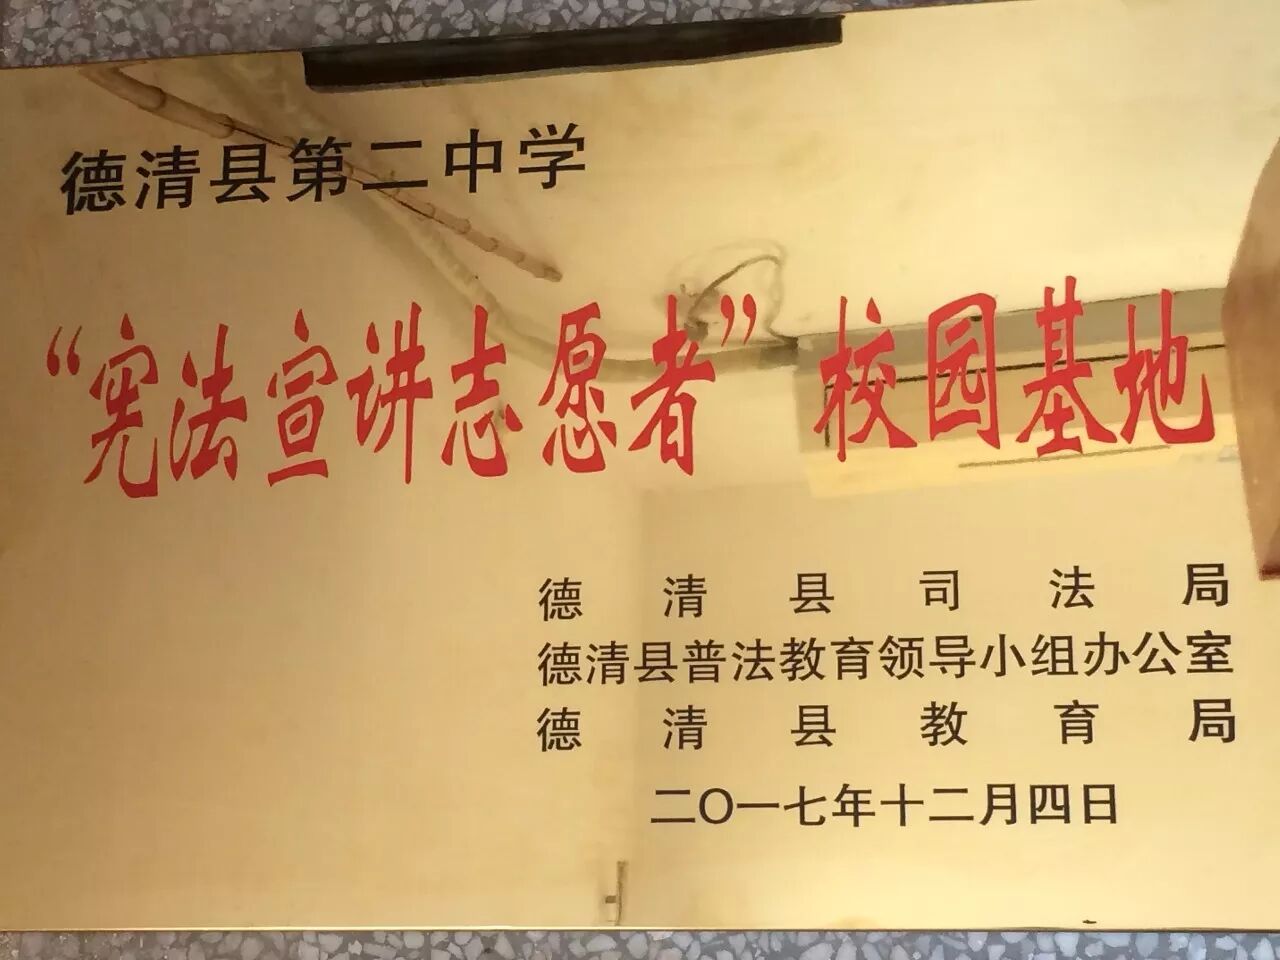 德清县第二中学
“宪法宣讲志愿者”校园基地
德清县司法局
德清县普法教育领导小组办公室
德清县教育局
二〇一七年十二月四日